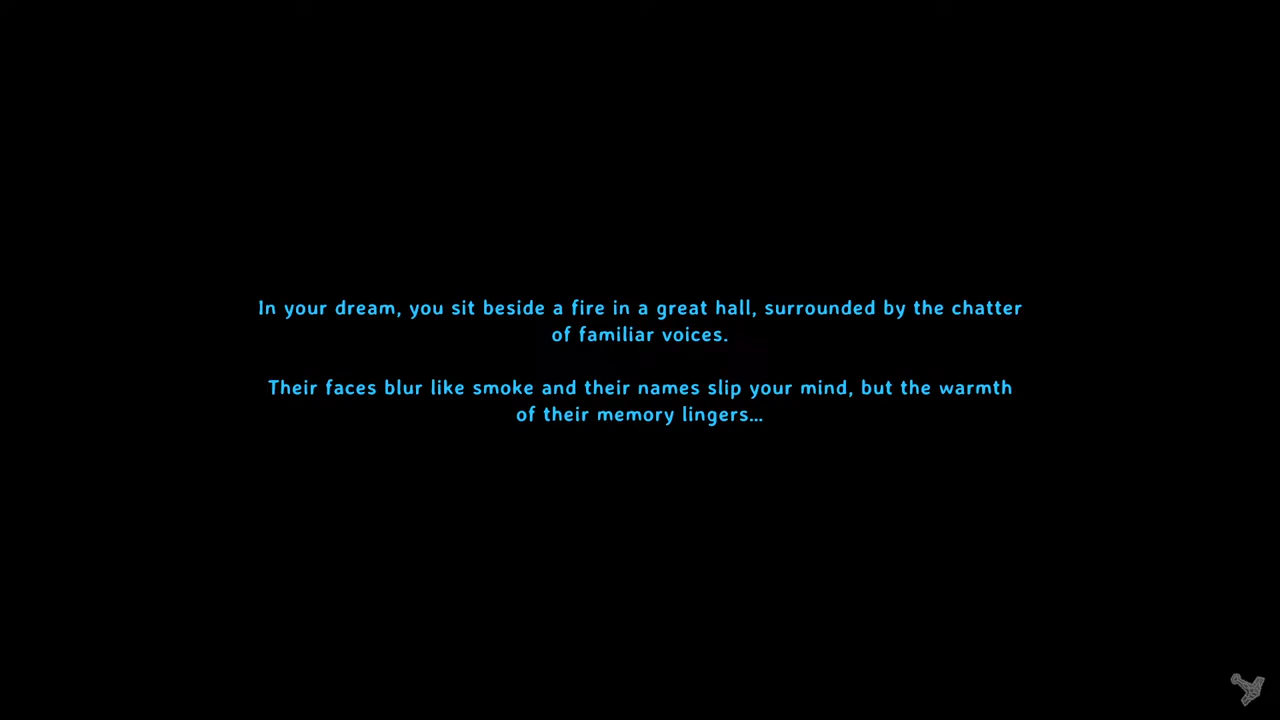 In your dream, you sit beside a fire in a great hall, surrounded by the chatter
of familiar voices.
Their faces blur like smoke and their names slip your mind, but the warmth
of their memory lingers...